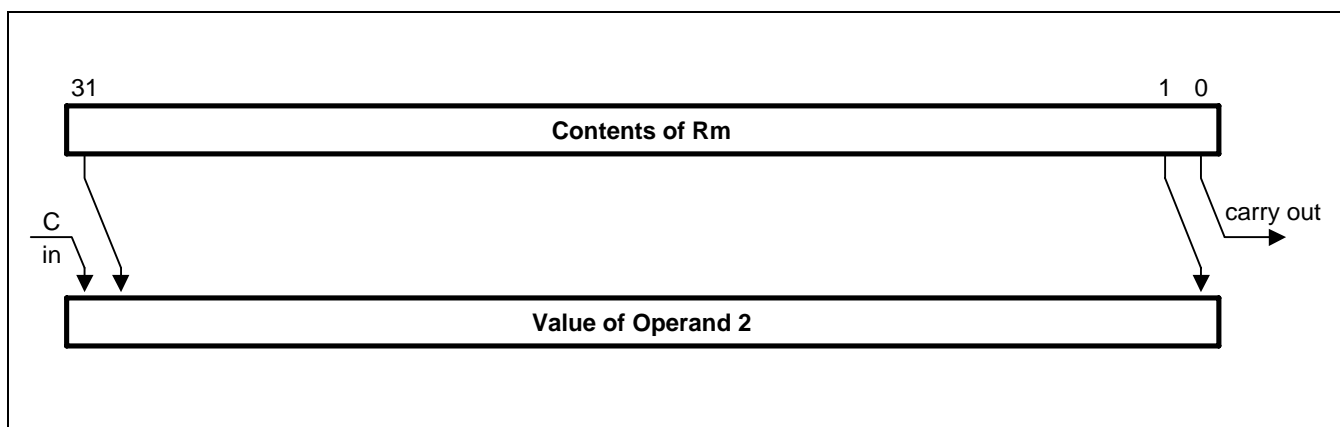 31 1 0
Contents of Rm
C
in
carry out
Value of Operand 2